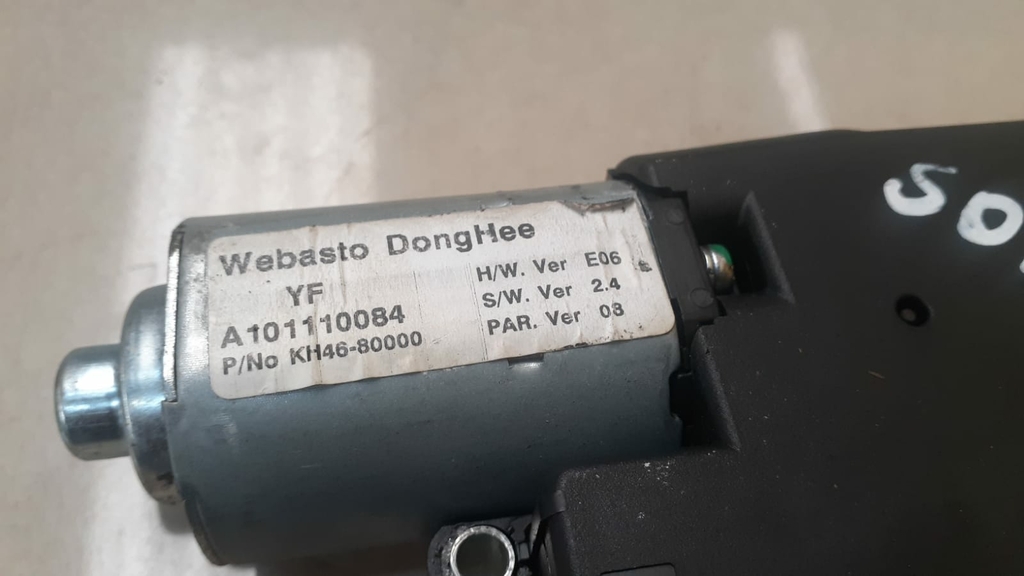 Webasto DongHee
YF
A101110084
P/No KH46-80000
H/W. Ver E06
S/W. Ver 2.4
PAR. Ver 08
SO